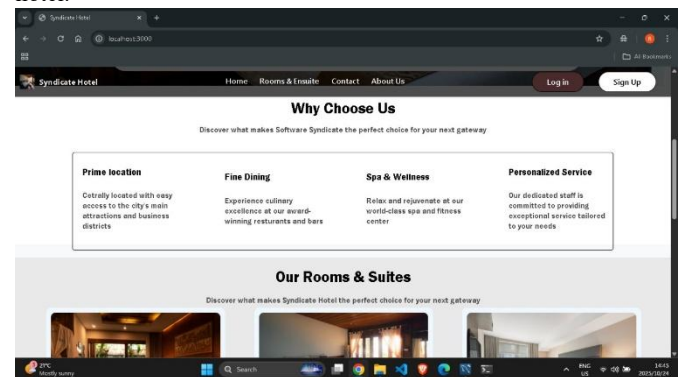 Syndicate Hotel
localhost:3000
All Bookmarks
Syndicate Hotel Home Rooms & Ensuite Contact About Us Log in Sign Up
Why Choose Us
Discover what makes Software Syndicate the perfect choice for your next gateway
Prime location
Cetrally located with easy
access to the city's main
attractions and business
districts
Fine Dining
Experience culinary
excellence at our award-
winning resturants and bars
Spa & Wellness
Relax and rejuvenate at our
world-class spa and fitness
center
Personalized Service
Our dedicated staff is
committed to providing
exceptional service tailored
to your needs
Our Rooms & Suites
Discover what makes Syndicate Hotel the perfect choice for your next gateway
21°C
Mostly sunny
Search
ENG
US
14:45
2025/10/24